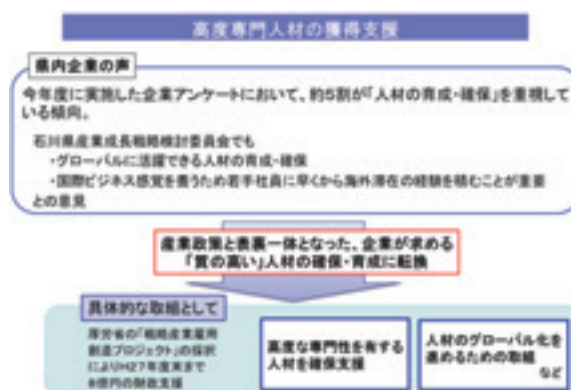 高度専門人材の獲得支援
県内企業の声
今年度に実施した企業アンケートにおいて、約5割が「人材の育成・確保」を重視して
いる傾向。
石川県産業成長戦略検討委員会でも
・グローバルに活躍できる人材の育成・確保
・国際ビジネス感覚を養うため若手社員に早くから海外滞在の経験を積むことが重要
との意見
産業政策と表裏一体となった、企業が求める
「質の高い」人材の確保・育成に転換
具体的な取組として
厚労省の「戦略産業雇用
創造プロジェクト」の採択
によりH27年度末まで
8億円の財政支援
高度な専門性を有する
人材を確保支援
人材のグローバル化を
進めるための取組
など